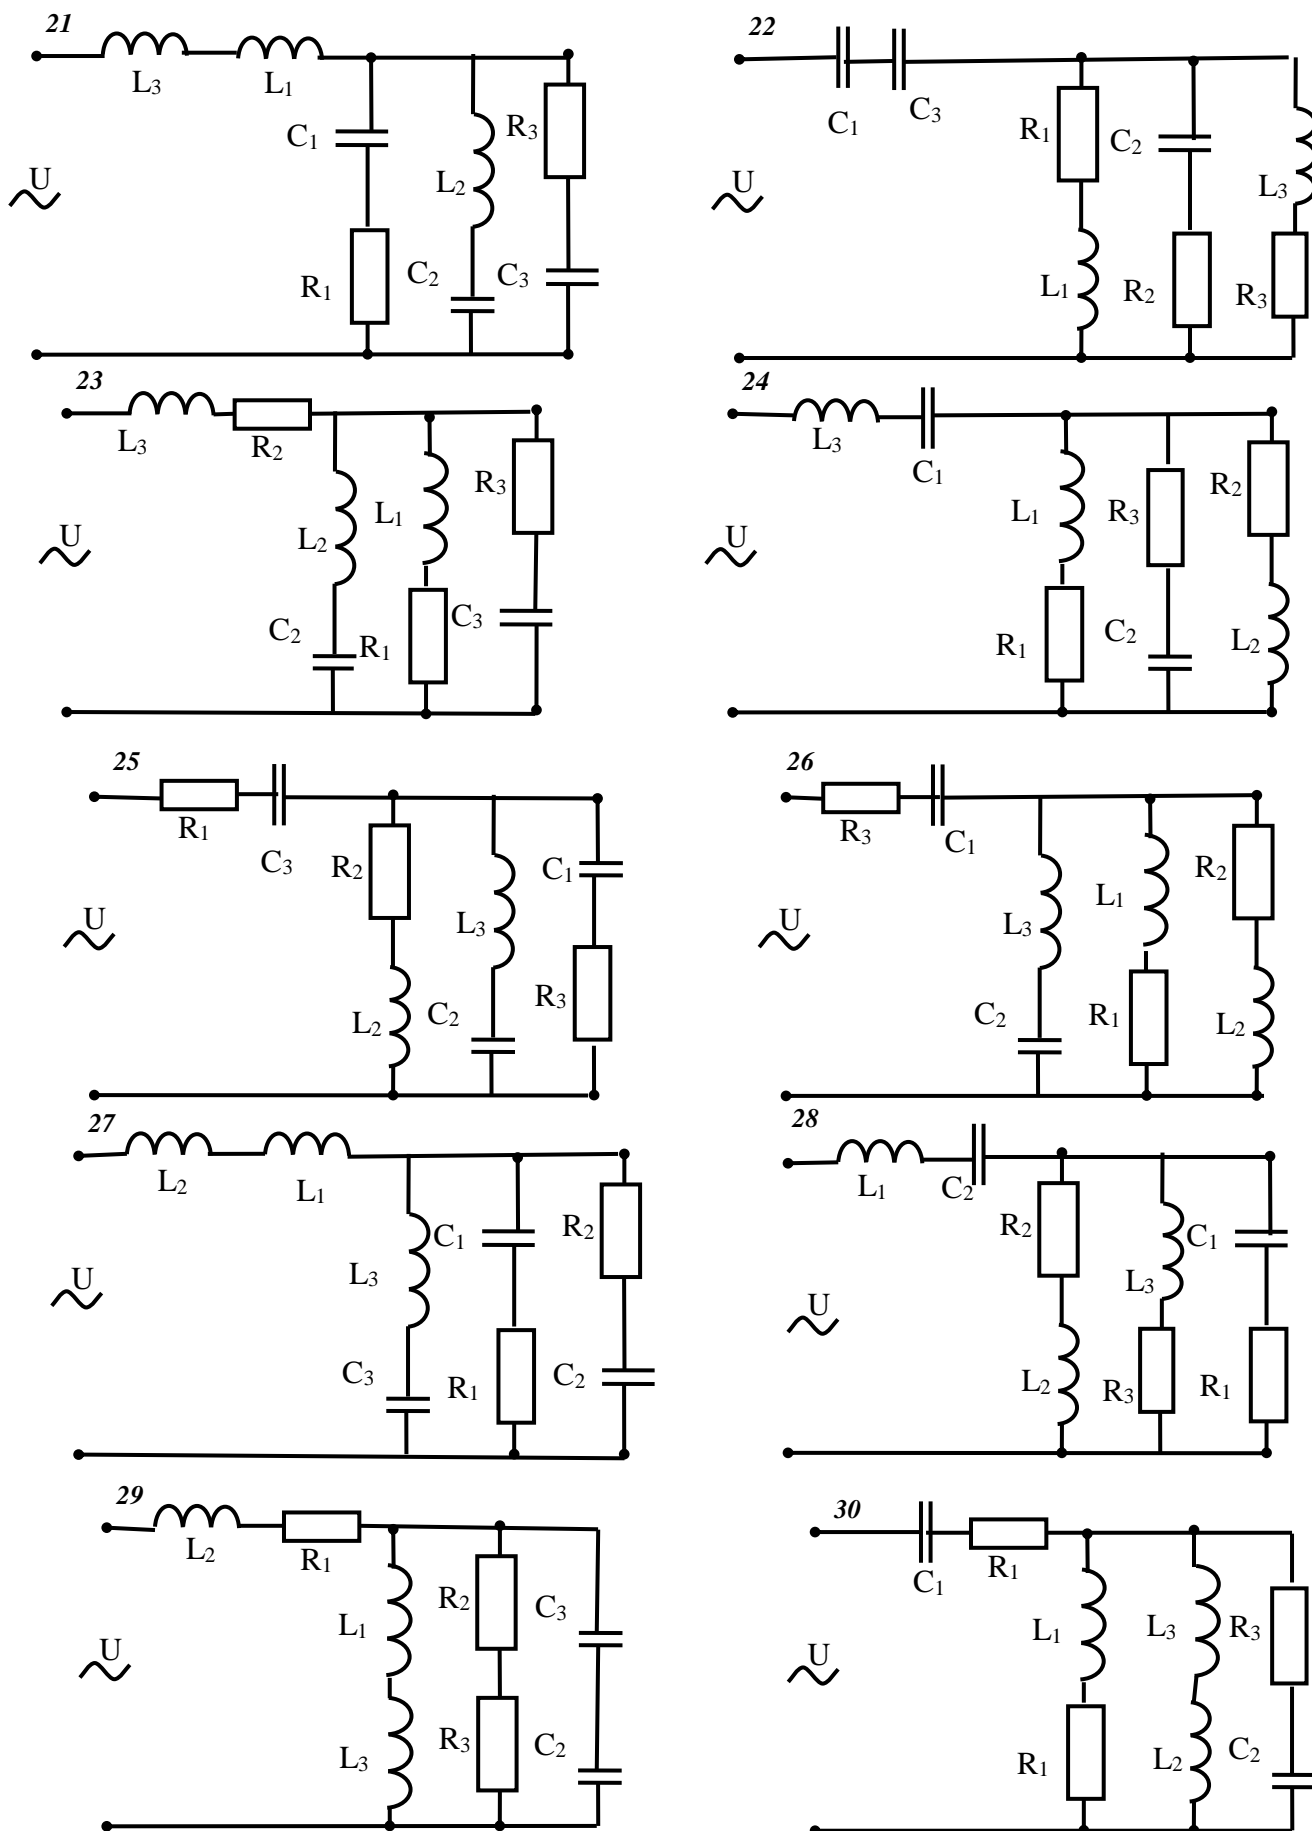 21
L₃
L₁
C₁
R₃
L₂
U
R₁
C₂
C₃
22
C₁
C₃
R₁
C₂
L₃
U
L₁
R₂
R₃
23
L₃
R₂
R₃
L₁
L₂
U
C₂
R₁
C₃
24
L₃
C₁
R₂
L₁
R₃
U
R₁
C₂
L₂
25
R₁
C₃
R₂
C₁
L₃
U
L₂
C₂
R₃
26
R₃
C₁
R₂
L₁
L₃
U
C₂
R₁
L₂
27
L₂
L₁
C₁
R₂
L₃
U
C₃
R₁
C₂
28
L₁
C₂
R₂
C₁
L₃
U
L₂
R₃
R₁
29
L₂
R₁
R₂
C₃
L₁
U
L₃
R₃
C₂
30
C₁
R₁
L₁
L₃
R₃
U
R₁
L₂
C₂